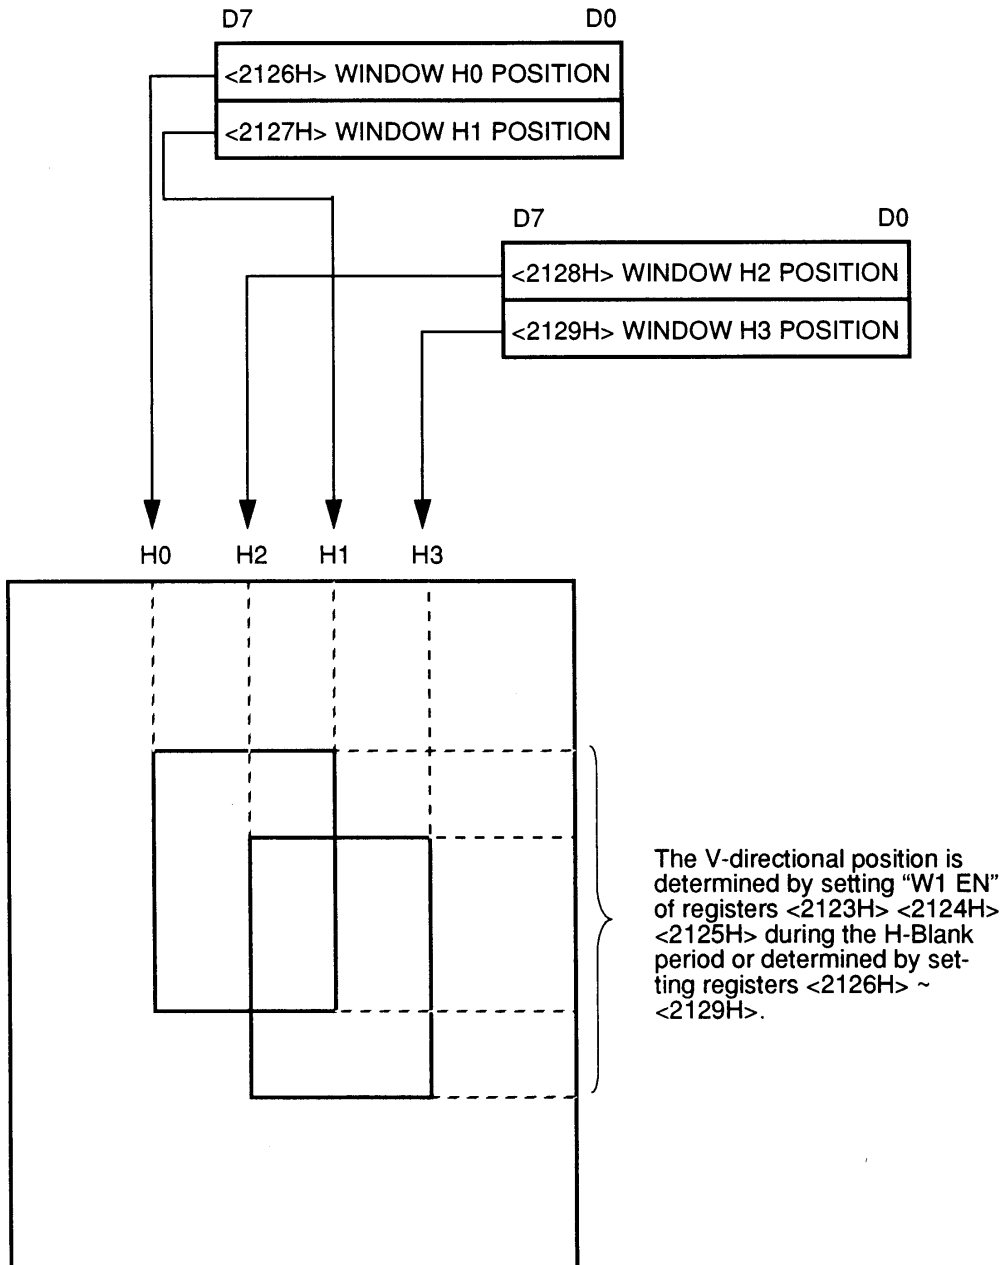 D7 D0
<2126H> WINDOW H0 POSITION
<2127H> WINDOW H1 POSITION
D7 D0
<2128H> WINDOW H2 POSITION
<2129H> WINDOW H3 POSITION
H0 H2 H1 H3
The V-directional position is
determined by setting “W1 EN”
of registers <2123H> <2124H>
<2125H> during the H-Blank
period or determined by set-
ting registers <2126H> ~
<2129H>.